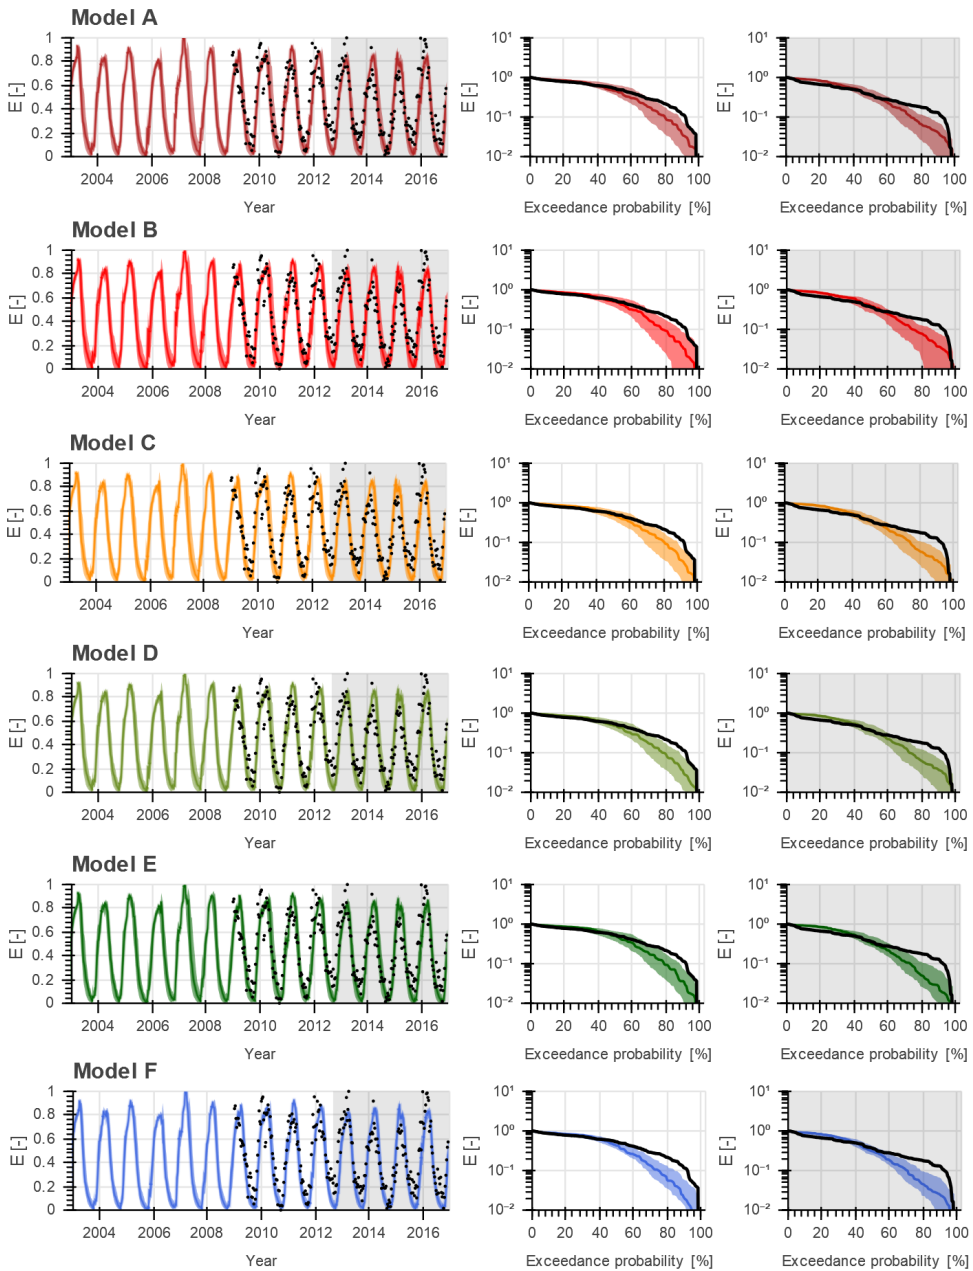 Model A
1 0.8 0.6 0.4 0.2 0
E [-]
2004 2006 2008 2010 2012 2014 2016
Year
10¹ 10⁰ 10⁻¹ 10⁻²
E [-]
0 20 40 60 80 100
Exceedance probability [%]
10¹ 10⁰ 10⁻¹ 10⁻²
E [-]
0 20 40 60 80 100
Exceedance probability [%]
Model B
1 0.8 0.6 0.4 0.2 0
E [-]
2004 2006 2008 2010 2012 2014 2016
Year
10¹ 10⁰ 10⁻¹ 10⁻²
E [-]
0 20 40 60 80 100
Exceedance probability [%]
10¹ 10⁰ 10⁻¹ 10⁻²
E [-]
0 20 40 60 80 100
Exceedance probability [%]
Model C
1 0.8 0.6 0.4 0.2 0
E [-]
2004 2006 2008 2010 2012 2014 2016
Year
10¹ 10⁰ 10⁻¹ 10⁻²
E [-]
0 20 40 60 80 100
Exceedance probability [%]
10¹ 10⁰ 10⁻¹ 10⁻²
E [-]
0 20 40 60 80 100
Exceedance probability [%]
Model D
1 0.8 0.6 0.4 0.2 0
E [-]
2004 2006 2008 2010 2012 2014 2016
Year
10¹ 10⁰ 10⁻¹ 10⁻²
E [-]
0 20 40 60 80 100
Exceedance probability [%]
10¹ 10⁰ 10⁻¹ 10⁻²
E [-]
0 20 40 60 80 100
Exceedance probability [%]
Model E
1 0.8 0.6 0.4 0.2 0
E [-]
2004 2006 2008 2010 2012 2014 2016
Year
10¹ 10⁰ 10⁻¹ 10⁻²
E [-]
0 20 40 60 80 100
Exceedance probability [%]
10¹ 10⁰ 10⁻¹ 10⁻²
E [-]
0 20 40 60 80 100
Exceedance probability [%]
Model F
1 0.8 0.6 0.4 0.2 0
E [-]
2004 2006 2008 2010 2012 2014 2016
Year
10¹ 10⁰ 10⁻¹ 10⁻²
E [-]
0 20 40 60 80 100
Exceedance probability [%]
10¹ 10⁰ 10⁻¹ 10⁻²
E [-]
0 20 40 60 80 100
Exceedance probability [%]